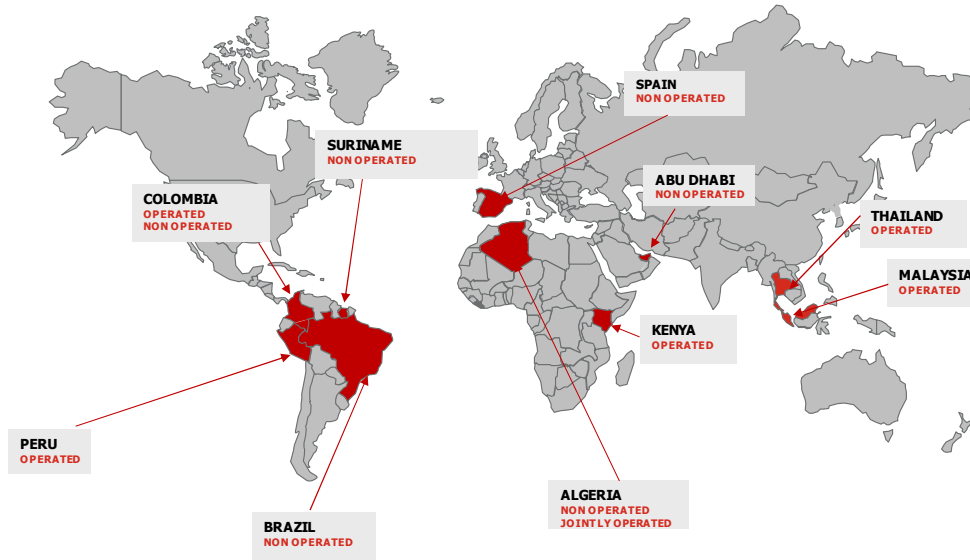 SPAIN
NON OPERATED
SURINAME
NON OPERATED
ABU DHABI
NON OPERATED
COLOMBIA
OPERATED
NON OPERATED
THAILAND
OPERATED
MALAYSIA
OPERATED
KENYA
OPERATED
PERU
OPERATED
ALGERIA
NON OPERATED
JOINTLY OPERATED
BRAZIL
NON OPERATED